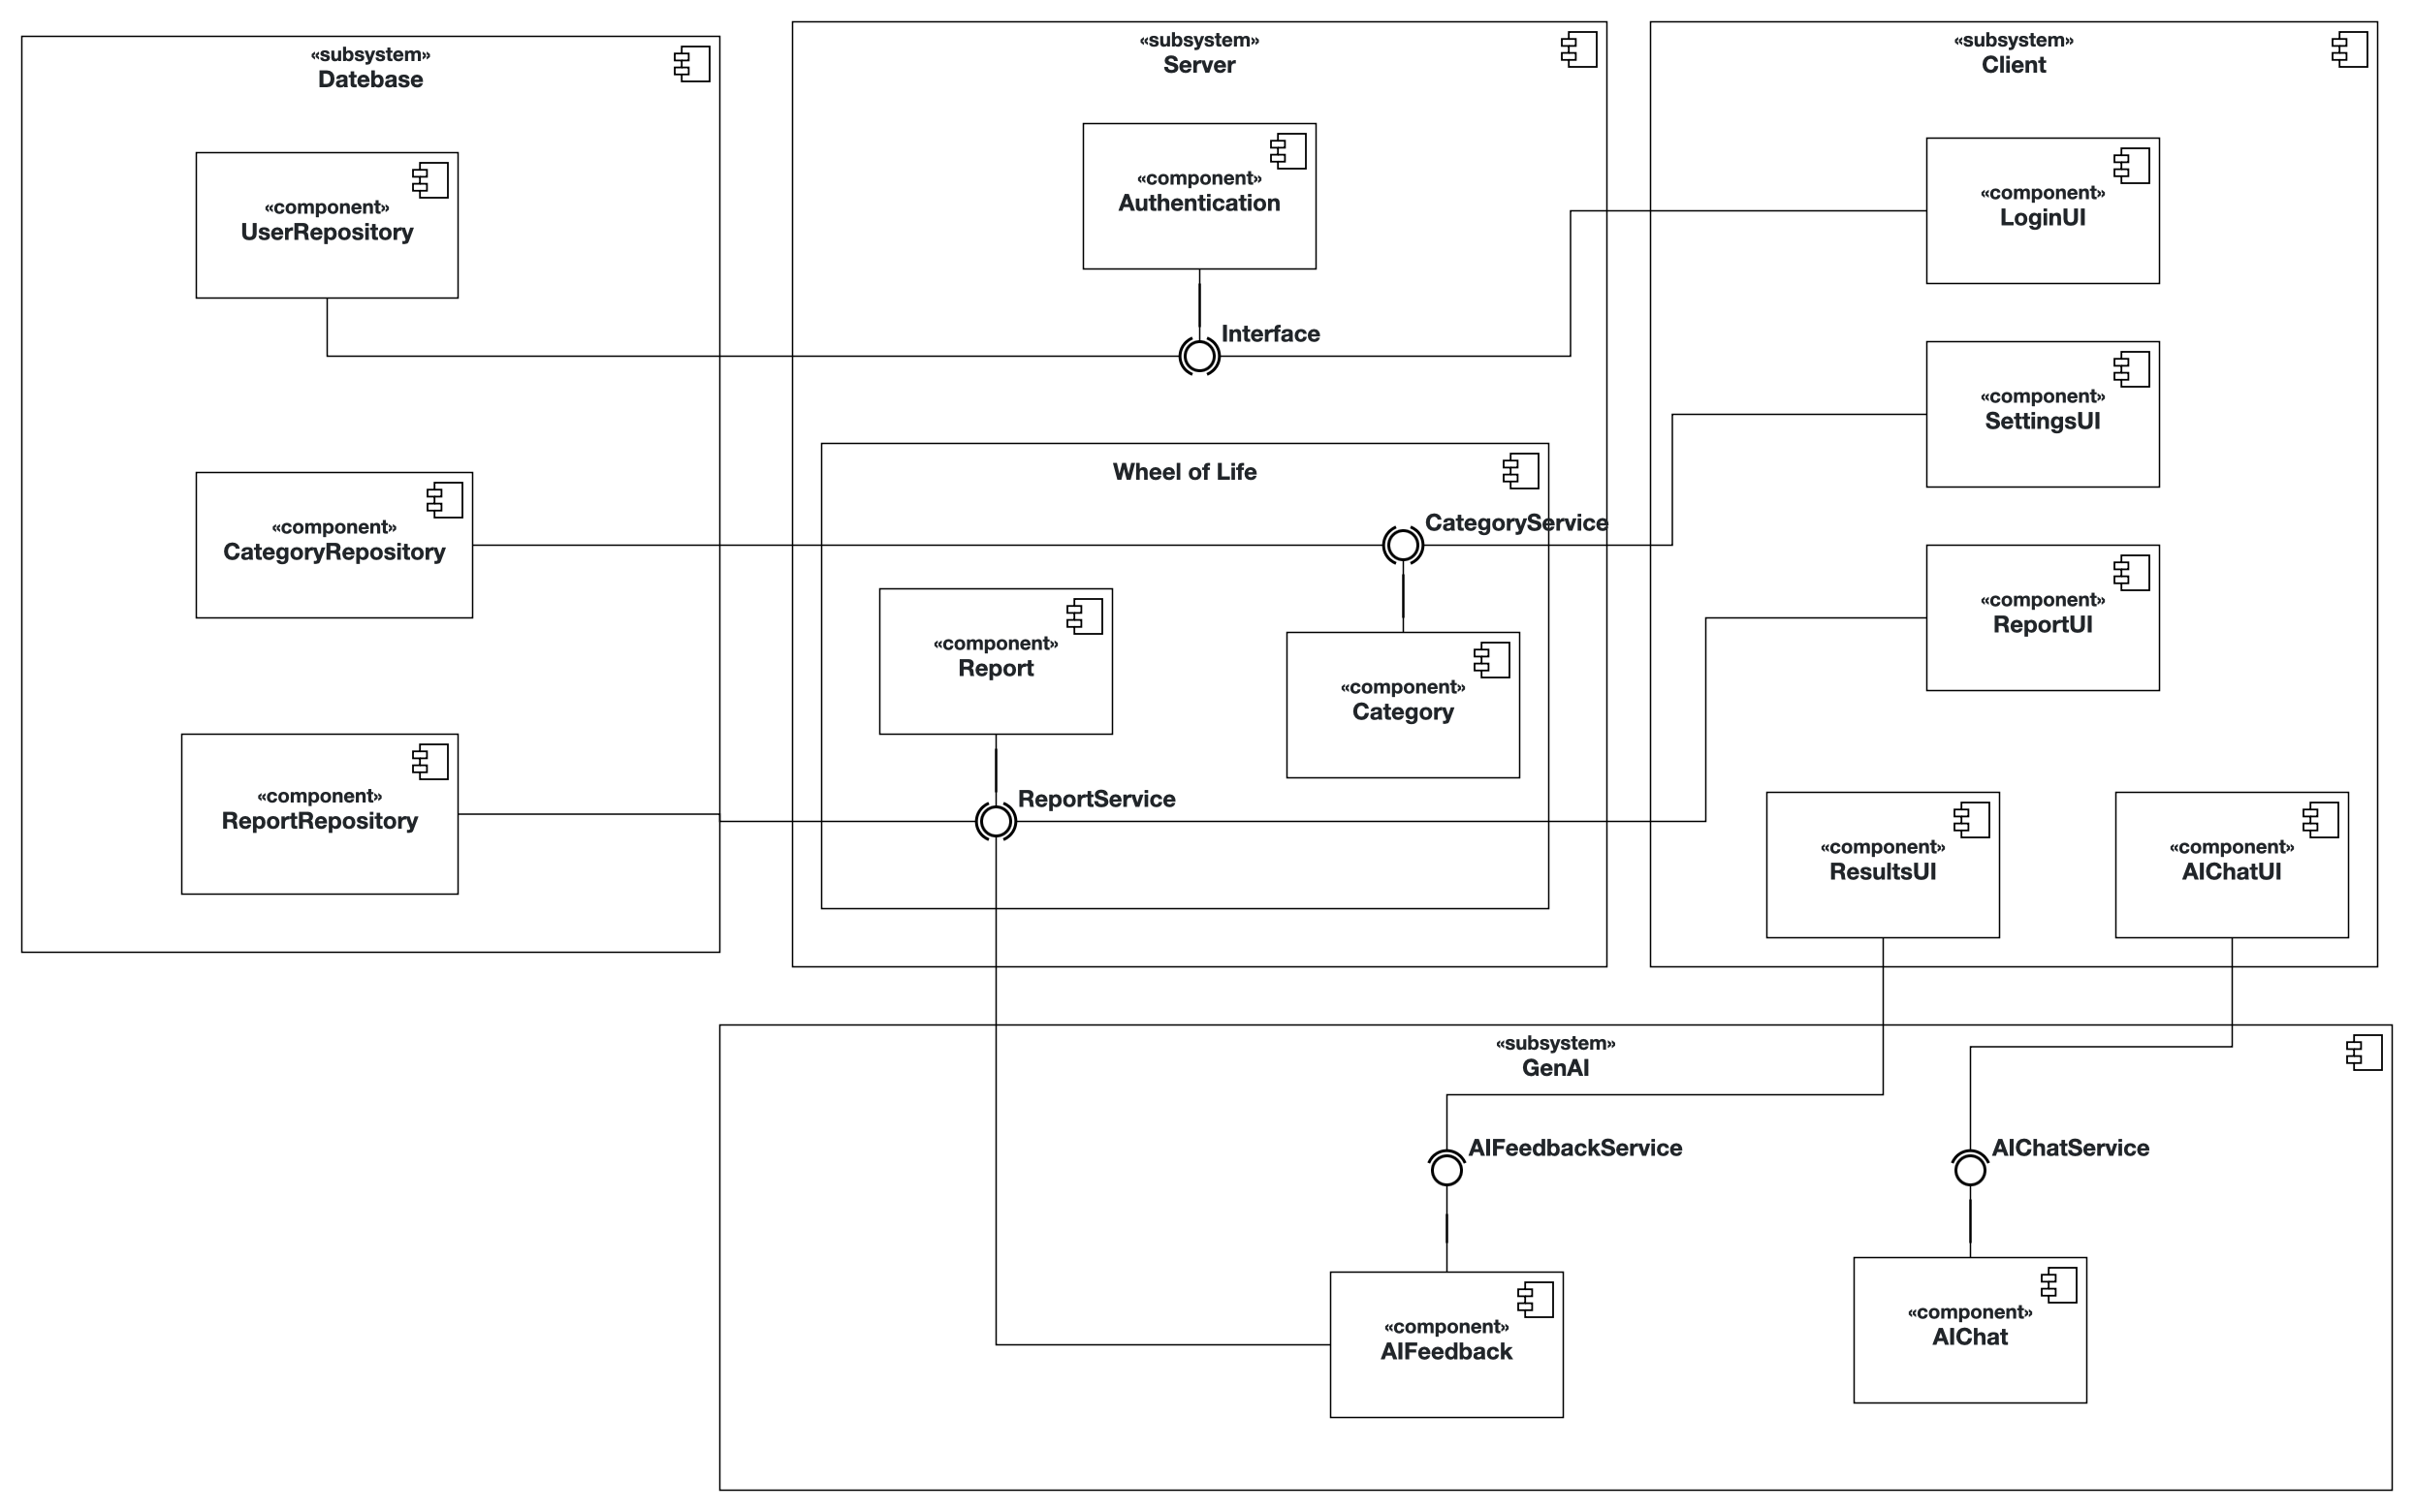 «subsystem»
Datebase
«component»
UserRepository
«component»
CategoryRepository
«component»
ReportRepository
«subsystem»
Server
«component»
Authentication
Interface
Wheel of Life
CategoryService
«component»
Report
«component»
Category
ReportService
«subsystem»
Client
«component»
LoginUI
«component»
SettingsUI
«component»
ReportUI
«component»
ResultsUI
«component»
AIChatUI
«subsystem»
GenAI
AIFeedbackService
AIChatService
«component»
AIFeedback
«component»
AIChat